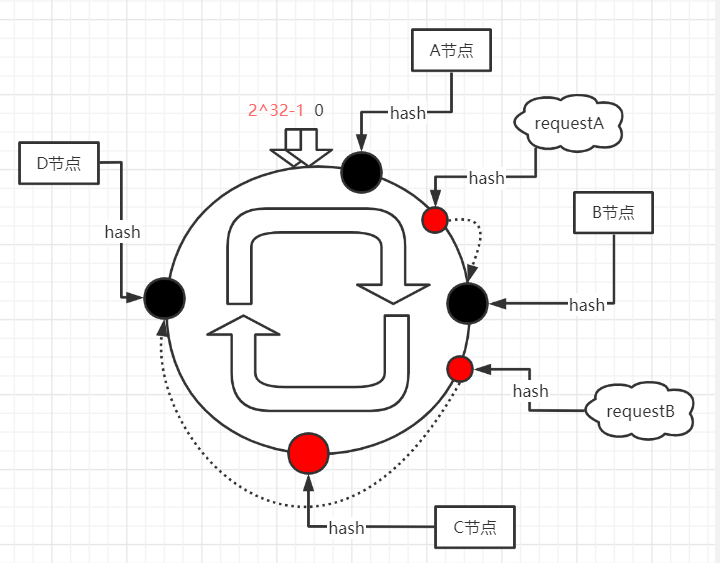 A节点
2^32-1 0
hash
requestA
D节点
hash
B节点
hash
hash
hash
requestB
C节点
hash